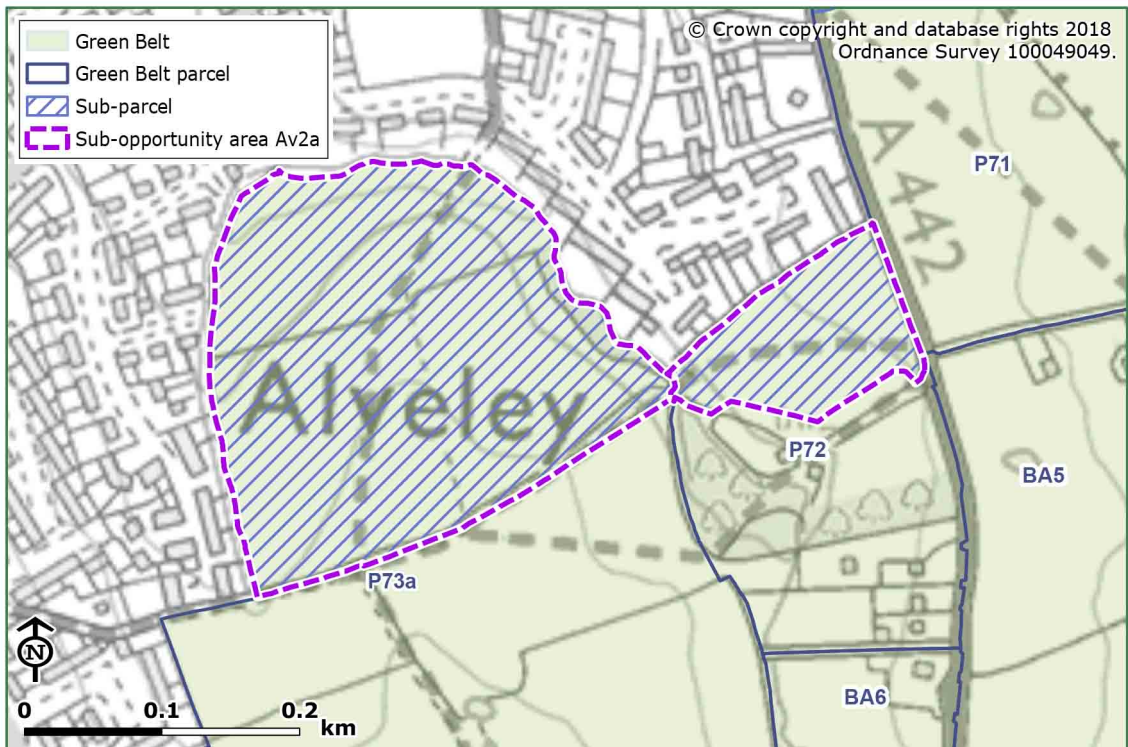 Green Belt
Green Belt parcel
Sub-parcel
Sub-opportunity area Av2a
© Crown copyright and database rights 2018
Ordnance Survey 100049049.
P71
A 442
Alveley
P72
BA5
P73a
BA6
N
0 0.1 0.2
km